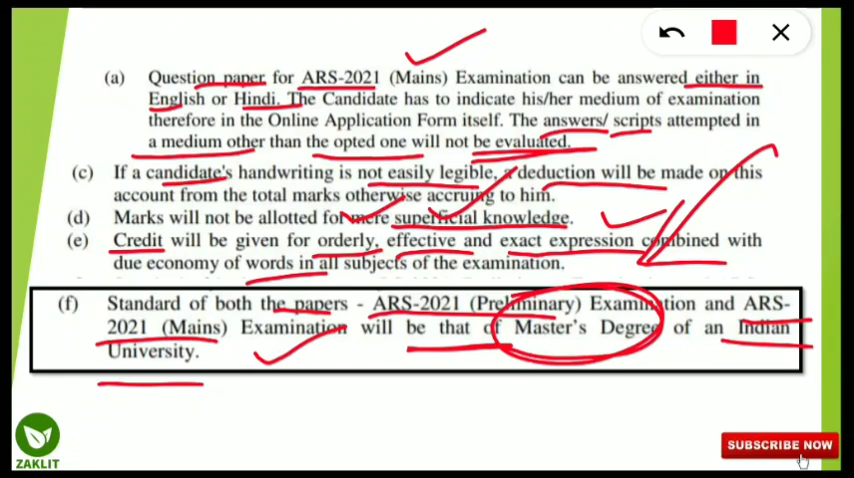 (a) Question paper for ARS-2021 (Mains) Examination can be answered either in
English or Hindi. The Candidate has to indicate his/her medium of examination
therefore in the Online Application Form itself. The answers/ scripts attempted in
a medium other than the opted one will not be evaluated.
(c) If a candidate's handwriting is not easily legible, a deduction will be made on this
account from the total marks otherwise accruing to him.
(d) Marks will not be allotted for mere superficial knowledge.
(e) Credit will be given for orderly, effective and exact expression combined with
due economy of words in all subjects of the examination.
(f) Standard of both the papers - ARS-2021 (Preliminary) Examination and ARS-
2021 (Mains) Examination will be that of Master's Degree of an Indian
University.
ZAKLIT
SUBSCRIBE NOW